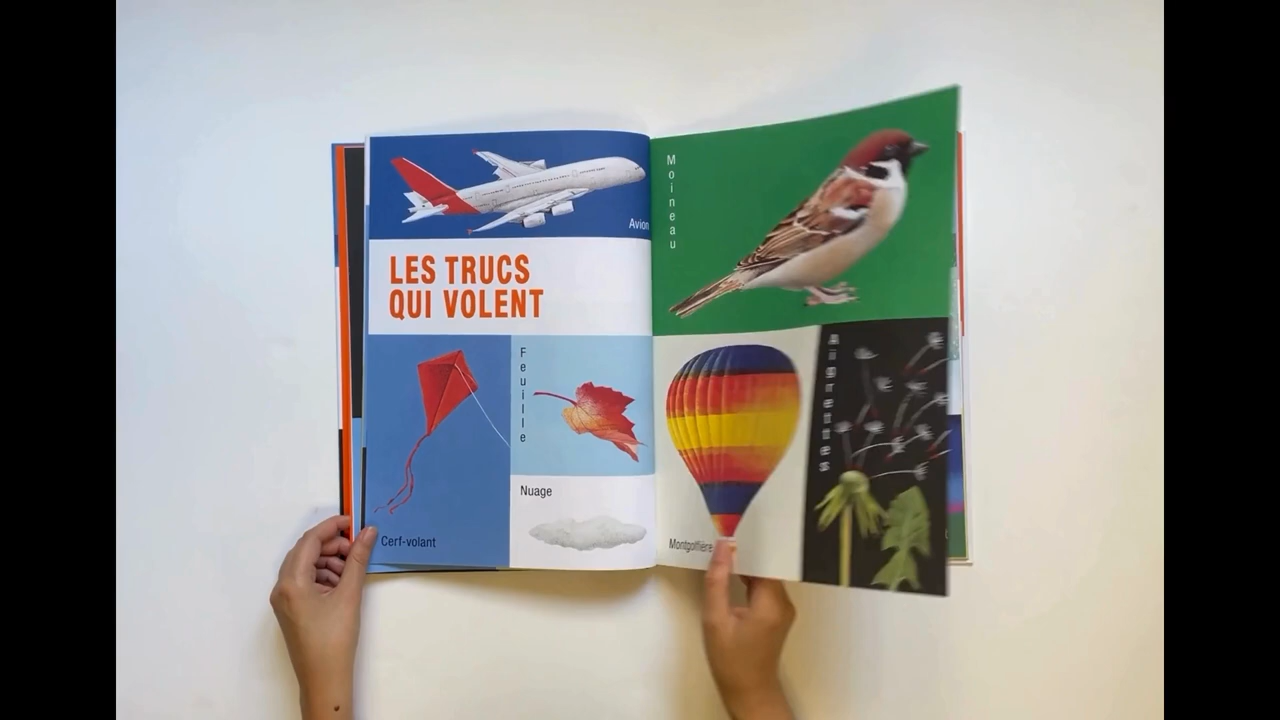 Avion
LES TRUCS
QUI VOLENT
Feuille
Nuage
Cerf-volant
Moineau
Montgolfière
Aigrettes